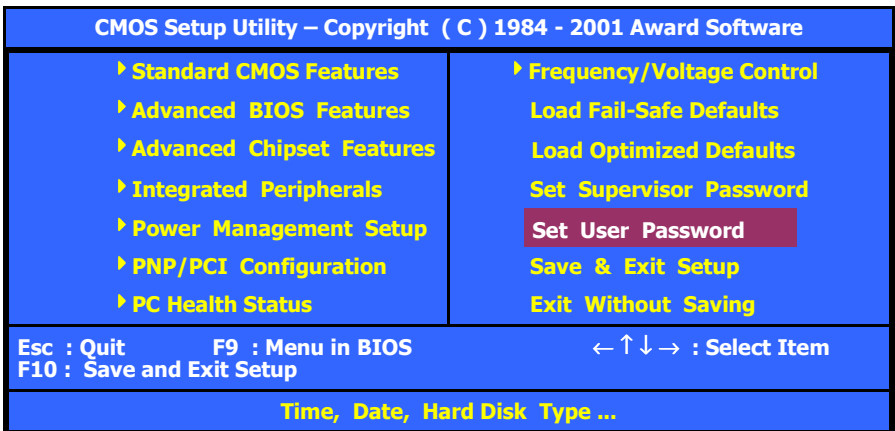 CMOS Setup Utility – Copyright ( C ) 1984 - 2001 Award Software
Standard CMOS Features
Advanced BIOS Features
Advanced Chipset Features
Integrated Peripherals
Power Management Setup
PNP/PCI Configuration
PC Health Status
Frequency/Voltage Control
Load Fail-Safe Defaults
Load Optimized Defaults
Set Supervisor Password
Set User Password
Save & Exit Setup
Exit Without Saving
Esc : Quit F9 : Menu in BIOS ←↑↓→ : Select Item
F10 : Save and Exit Setup
Time, Date, Hard Disk Type ...